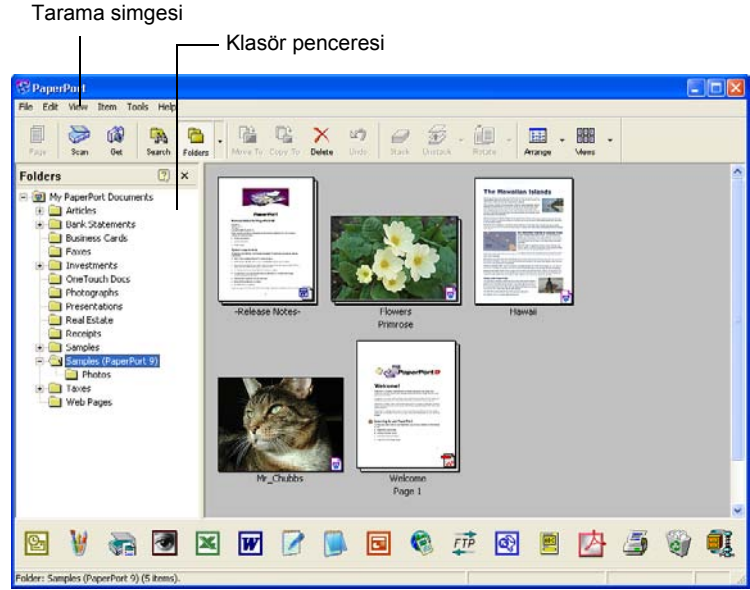 Tarama simgesi
Klasör penceresi
PaperPort
File Edit View Item Tools Help
Page Scan Get Search Folders Move To Copy To Delete Undo Stack Unstack Rotate Arrange Views
Folders
My PaperPort Documents
Articles
Bank Statements
Business Cards
Faxes
Investments
OneTouch Docs
Photographs
Presentations
Real Estate
Receipts
Samples
Samples (PaperPort 9)
Photos
Taxes
Web Pages
PaperPort
-Release Notes-
Flowers
Primrose
The Hawaiian Islands
Hawaii
Mr_Chubbs
PaperPort 9
Welcome!
Welcome
Page 1
FTP
Folder: Samples (PaperPort 9) (5 items).